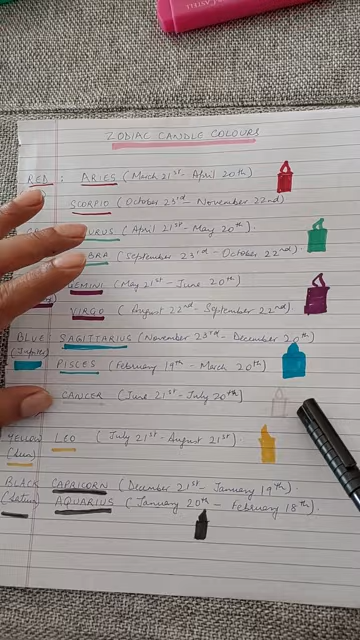 ZODIAC CANDLE COLOURS
RED : ARIES (March 21st - April 20th)
SCORPIO (October 23rd - November 22nd)
(April 21st - May 20th)
(September 23rd - October 22nd)
GEMINI (May 21st - June 20th)
VIRGO (August 22nd - September 22nd)
BLUE SAGITTARIUS (November 23rd - December 20th)
(Jupiter) PISCES (February 19th - March 20th)
CANCER (June 21st - July 20th)
YELLOW LEO (July 21st - August 21st)
(Sun)
BLACK CAPRICORN (December 21st - January 19th)
(Saturn) AQUARIUS (January 20th - February 18th)